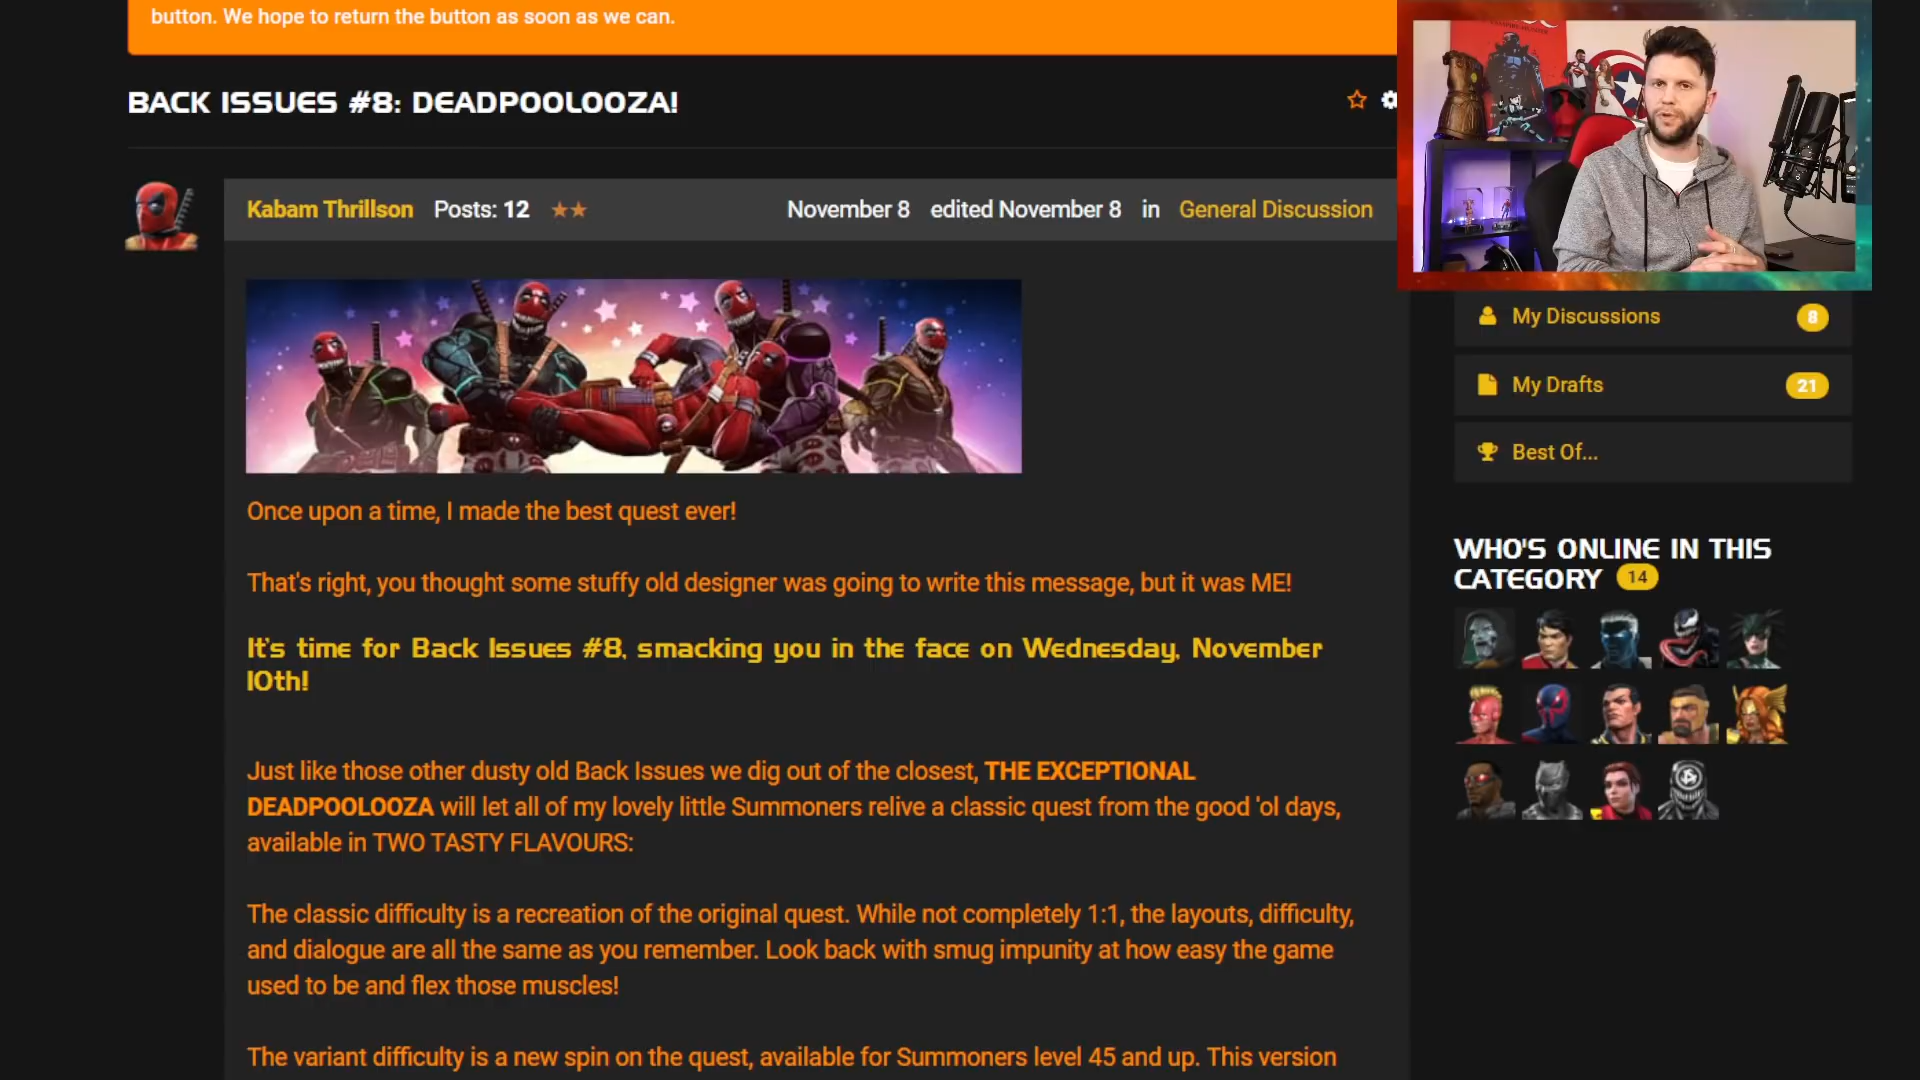 button. We hope to return the button as soon as we can.
BACK ISSUES #8: DEADPOOLOOZA!
Kabam Thrillson Posts: 12 November 8 edited November 8 in General Discussion
Once upon a time, I made the best quest ever!
That's right, you thought some stuffy old designer was going to write this message, but it was ME!
It's time for Back Issues #8, smacking you in the face on Wednesday, November
10th!
Just like those other dusty old Back Issues we dig out of the closest, THE EXCEPTIONAL
DEADPOOLOOZA will let all of my lovely little Summoners relive a classic quest from the good 'ol days,
available in TWO TASTY FLAVOURS:
The classic difficulty is a recreation of the original quest. While not completely 1:1, the layouts, difficulty,
and dialogue are all the same as you remember. Look back with smug impunity at how easy the game
used to be and flex those muscles!
The variant difficulty is a new spin on the quest, available for Summoners level 45 and up. This version
My Discussions 8
My Drafts 21
Best Of...
WHO'S ONLINE IN THIS
CATEGORY 14